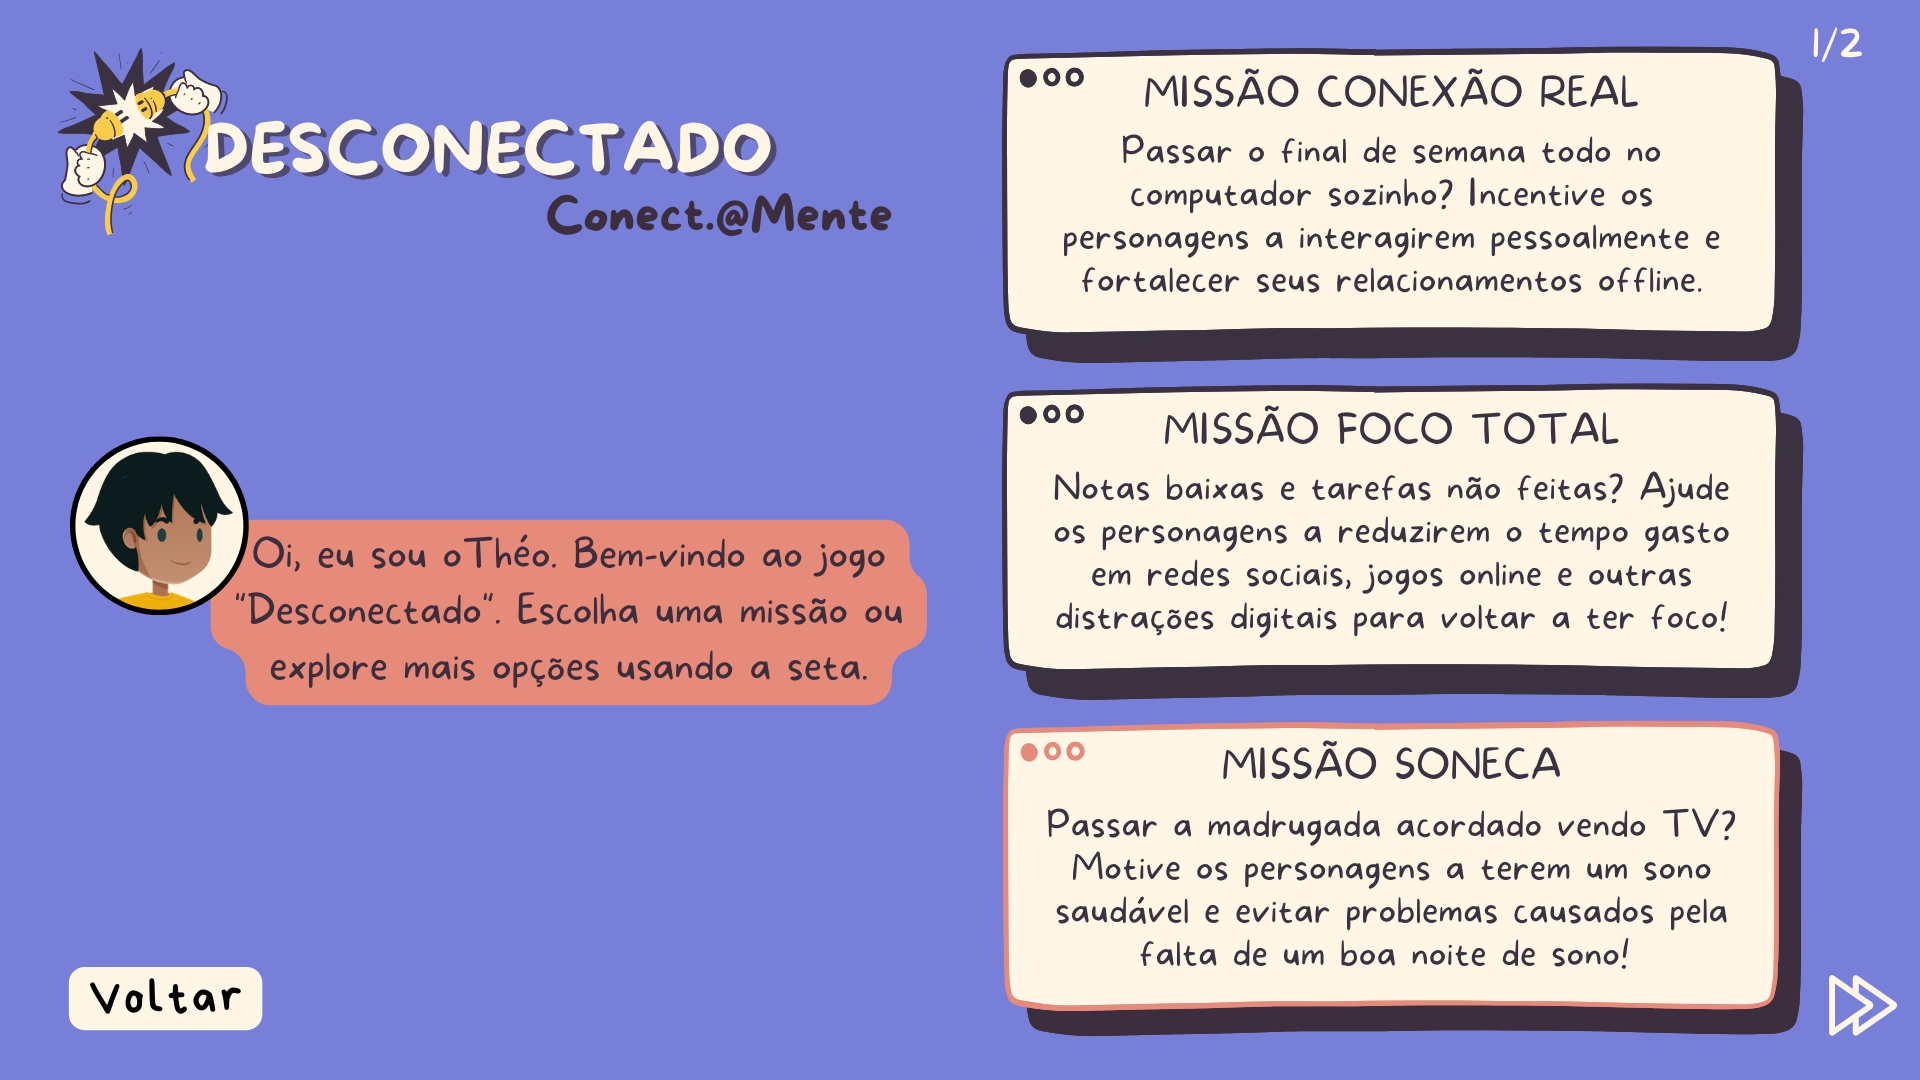 DESCONECTADO
Conect.@Mente
Oi, eu sou oThéo. Bem-vindo ao jogo
"Desconectado". Escolha uma missão ou
explore mais opções usando a seta.
Voltar
1/2
MISSÃO CONEXÃO REAL
Passar o final de semana todo no
computador sozinho? Incentive os
personagens a interagirem pessoalmente e
fortalecer seus relacionamentos offline.
MISSÃO FOCO TOTAL
Notas baixas e tarefas não feitas? Ajude
os personagens a reduzirem o tempo gasto
em redes sociais, jogos online e outras
distrações digitais para voltar a ter foco!
MISSÃO SONECA
Passar a madrugada acordado vendo TV?
Motive os personagens a terem um sono
saudável e evitar problemas causados pela
falta de um boa noite de sono!